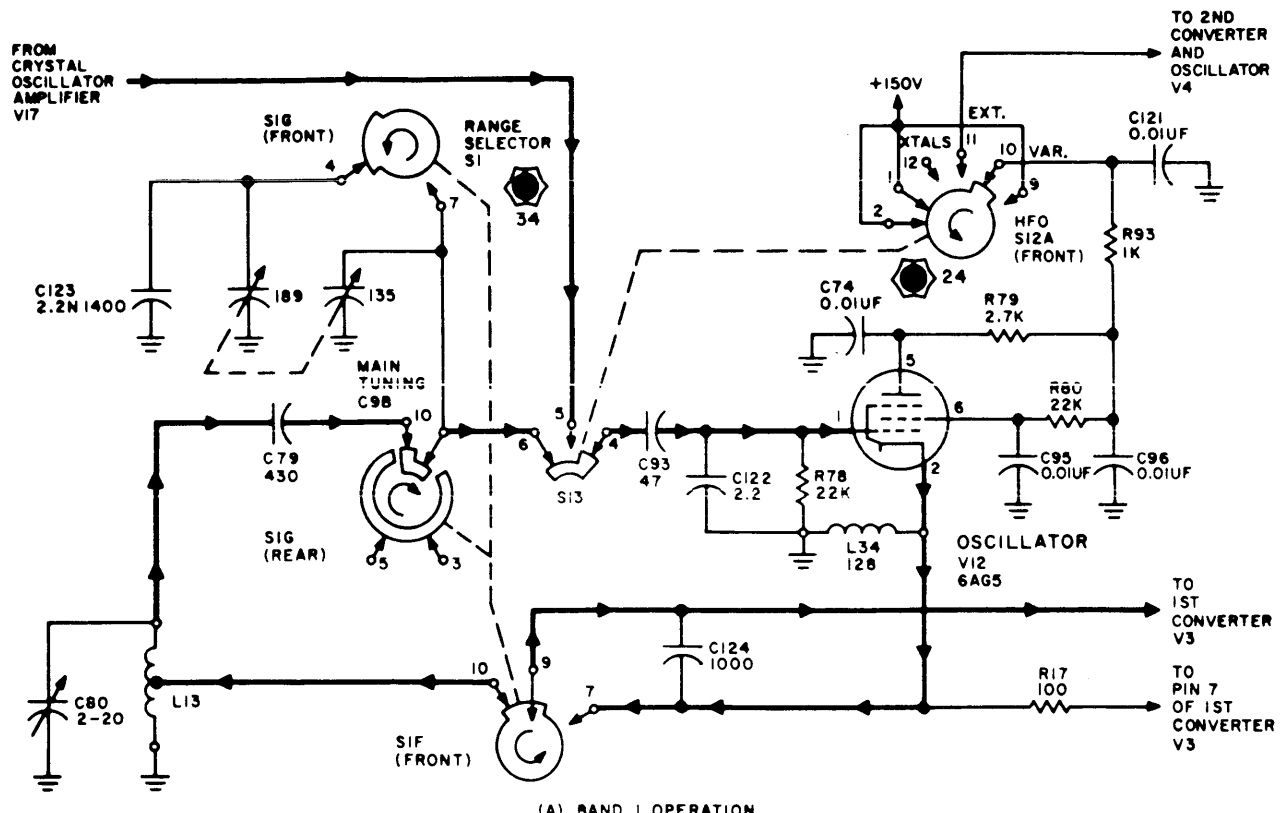 FROM
CRYSTAL
OSCILLATOR
AMPLIFIER
V17
S1G
(FRONT)
RANGE
SELECTOR
S1
34
4
7
C123
2.2N1400
189
135
MAIN
TUNING
C98
10
C79
430
S1G
(REAR)
5
3
C80
2-20
L13
10
9
7
S1F
(FRONT)
6
5
4
S13
C93
47
C122
2.2
R78
22K
L34
128
1
5
6
2
OSCILLATOR
V12
6AG5
C74
0.01UF
R79
2.7K
R80
22K
C95
0.01UF
C96
0.01UF
24
+150V
XTALS
12
EXT.
11
10
VAR.
1
2
9
HFO
S12A
(FRONT)
TO 2ND
CONVERTER
AND
OSCILLATOR
V4
C121
0.01UF
R93
1K
C124
1000
R17
100
TO
1ST
CONVERTER
V3
TO
PIN 7
OF 1ST
CONVERTER
V3
(A) BAND 1 OPERATION